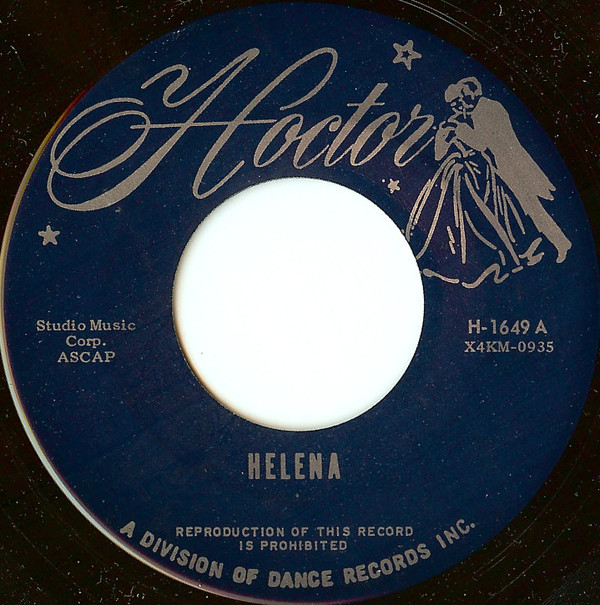 Hoctor
Studio Music
Corp.
ASCAP
H-1649 A
X4KM-0935
HELENA
REPRODUCTION OF THIS RECORD
IS PROHIBITED
A DIVISION OF DANCE RECORDS INC.